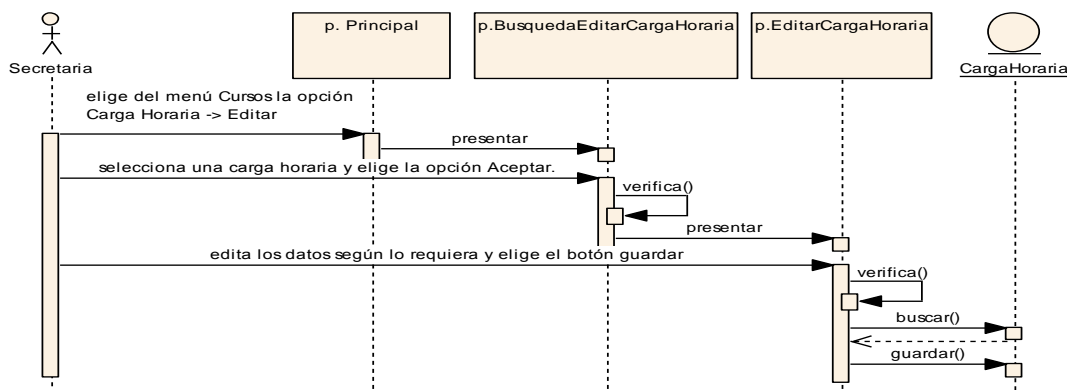 p. Principal
p.BusquedaEditarCargaHoraria
p.EditarCargaHoraria
Secretaria
CargaHoraria
elige del menú Cursos la opción
Carga Horaria -> Editar
presentar
selecciona una carga horaria y elige la opción Aceptar.
verifica()
presentar
edita los datos según lo requiera y elige el botón guardar
verifica()
buscar()
guardar()